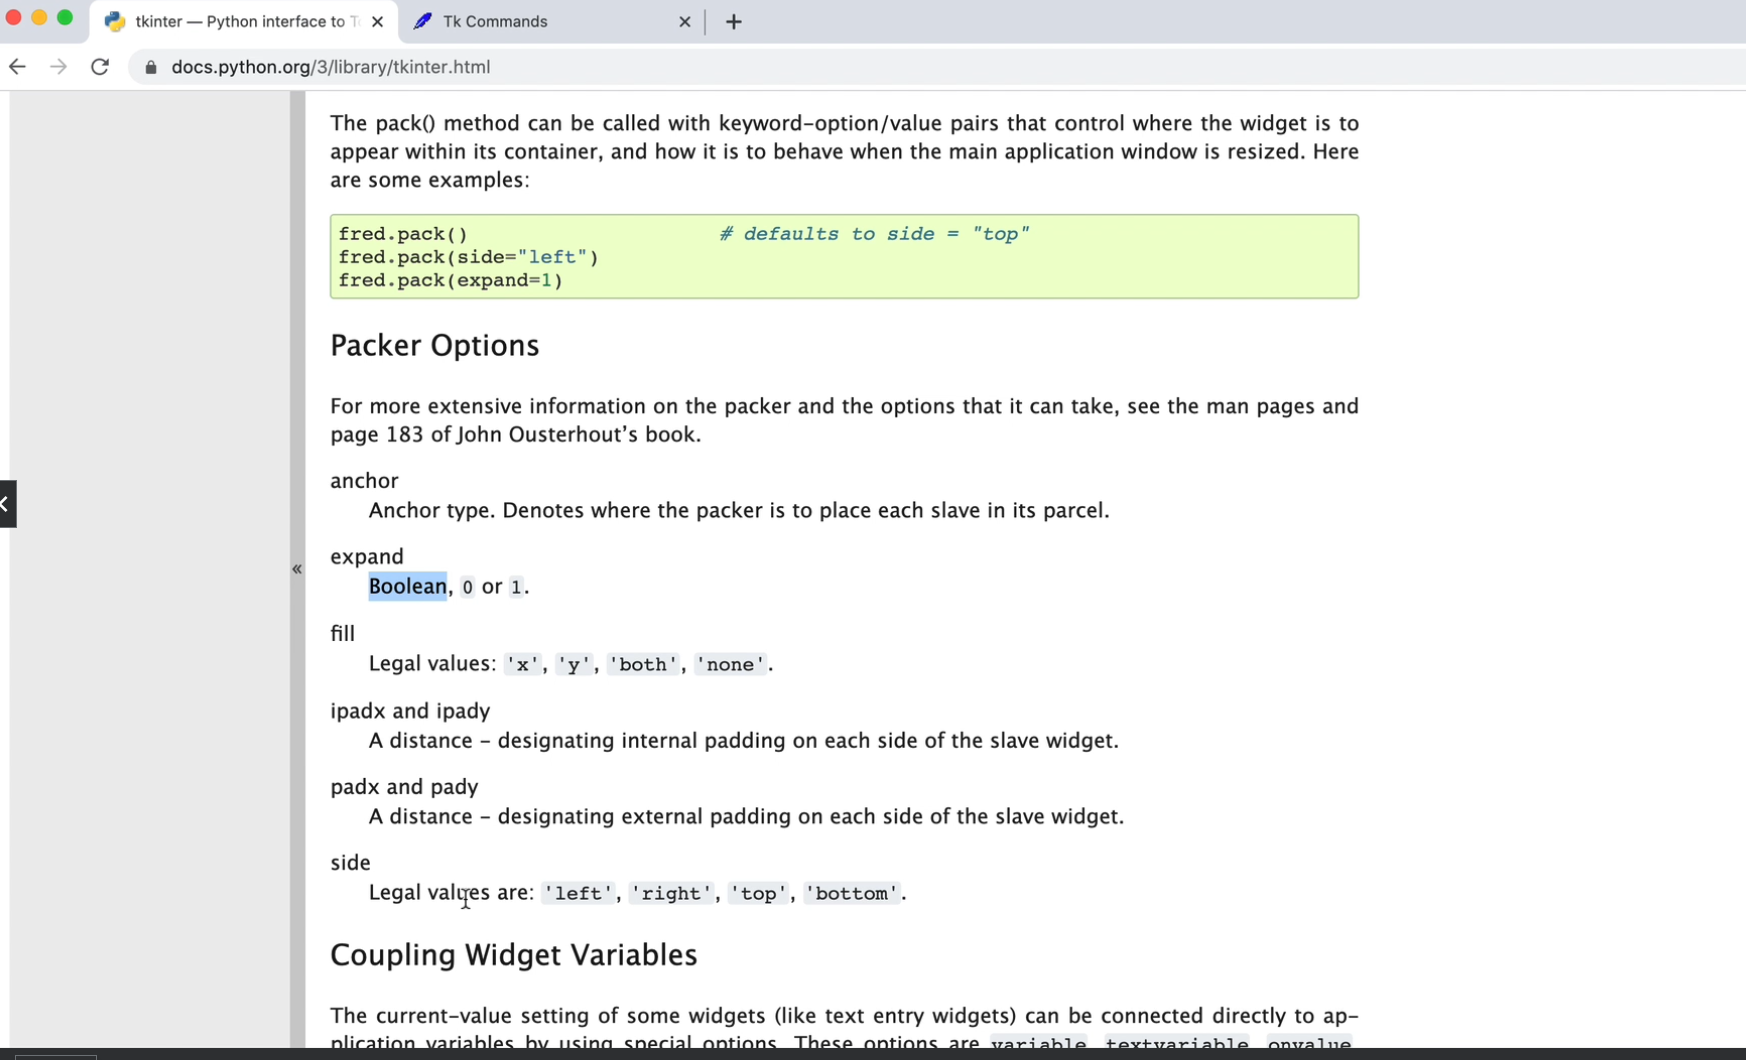 tkinter — Python interface to T
Tk Commands
docs.python.org/3/library/tkinter.html
The pack() method can be called with keyword-option/value pairs that control where the widget is to
appear within its container, and how it is to behave when the main application window is resized. Here
are some examples:
fred.pack() # defaults to side = "top"
fred.pack(side="left")
fred.pack(expand=1)
Packer Options
For more extensive information on the packer and the options that it can take, see the man pages and
page 183 of John Ousterhout’s book.
anchor
Anchor type. Denotes where the packer is to place each slave in its parcel.
expand
Boolean, 0 or 1.
fill
Legal values: 'x', 'y', 'both', 'none'.
ipadx and ipady
A distance – designating internal padding on each side of the slave widget.
padx and pady
A distance – designating external padding on each side of the slave widget.
side
Legal values are: 'left', 'right', 'top', 'bottom'.
Coupling Widget Variables
The current-value setting of some widgets (like text entry widgets) can be connected directly to ap-
plication variables by using special options. These options are variable, textvariable, onvalue,